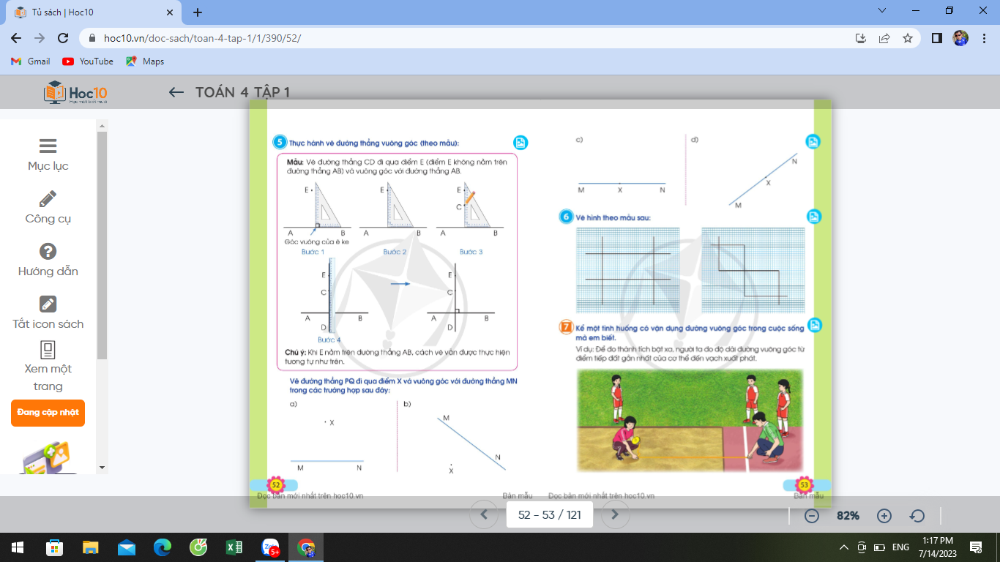 Tủ sách | Hoc10
hoc10.vn/doc-sach/toan-4-tap-1/1/390/52/
Gmail
YouTube
Maps
Hoc10
Học một biết mười
TOÁN 4 TẬP 1
Mục lục
Công cụ
Hướng dẫn
Tắt icon sách
Xem một
trang
Đang cập nhật
5 Thực hành vẽ đường thẳng vuông góc (theo mẫu):
Mẫu: Vẽ đường thẳng CD đi qua điểm E (điểm E không nằm trên
đường thẳng AB) và vuông góc với đường thẳng AB.
E
A B
Góc vuông của ê ke
Bước 1
E
A B
Bước 2
E
C
A B
Bước 3
E
C
A B
D
Bước 4
E
C
A B
D
Chú ý: Khi E nằm trên đường thẳng AB, cách vẽ vẫn được thực hiện
tương tự như trên.
Vẽ đường thẳng PQ đi qua điểm X và vuông góc với đường thẳng MN
trong các trường hợp sau đây:
a)
X
M N
b)
M
N
X
52
Đọc bản mới nhất trên hoc10.vn
Bản mẫu
c)
M X N
d)
N
X
M
6 Vẽ hình theo mẫu sau:
7 Kể một tình huống có vận dụng đường vuông góc trong cuộc sống
mà em biết.
Ví dụ: Để đo thành tích bật xa, người ta đo độ dài đường vuông góc từ
điểm tiếp đất gần nhất của cơ thể đến vạch xuất phát.
53
Đọc bản mới nhất trên hoc10.vn
Bản mẫu
52 - 53 / 121
82%
Zalo
5+
ENG
1:17 PM
7/14/2023